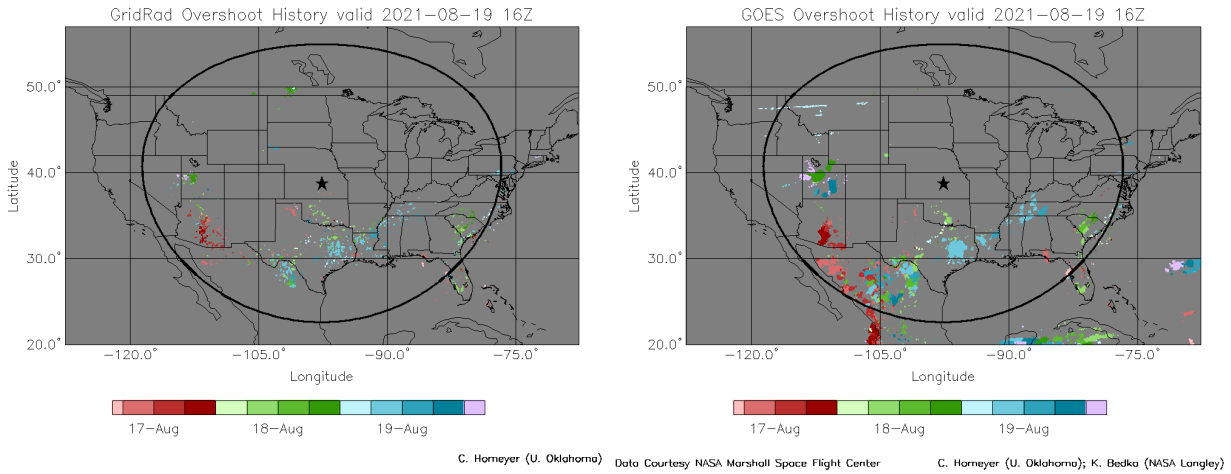 GridRad Overshoot History valid 2021-08-19 16Z
50.0°
40.0°
30.0°
20.0°
Latitude
-120.0° -105.0° -90.0° -75.0°
Longitude
17-Aug 18-Aug 19-Aug
C. Homeyer (U. Oklahoma)
GOES Overshoot History valid 2021-08-19 16Z
50.0°
40.0°
30.0°
20.0°
Latitude
-120.0° -105.0° -90.0° -75.0°
Longitude
17-Aug 18-Aug 19-Aug
Data Courtesy NASA Marshall Space Flight Center
C. Homeyer (U. Oklahoma); K. Bedka (NASA Langley)